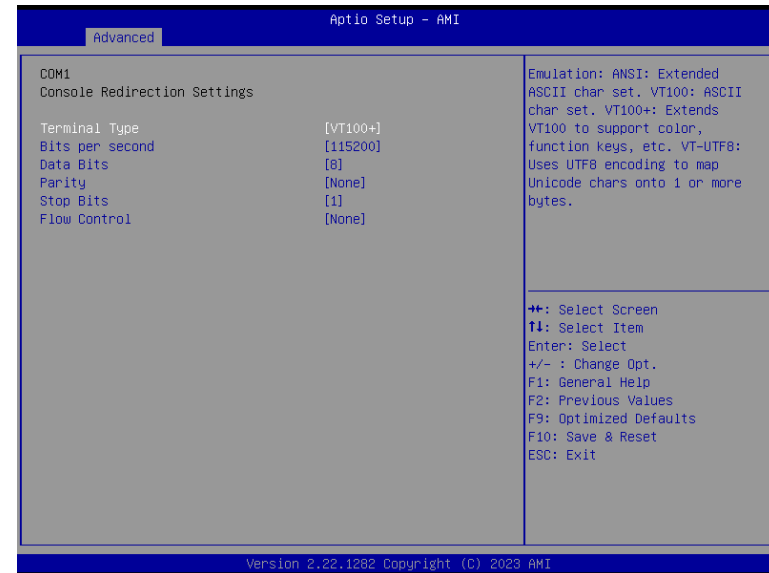 Aptio Setup – AMI
Advanced
COM1
Console Redirection Settings
Terminal Type [VT100+]
Bits per second [115200]
Data Bits [8]
Parity [None]
Stop Bits [1]
Flow Control [None]
Emulation: ANSI: Extended
ASCII char set. VT100: ASCII
char set. VT100+: Extends
VT100 to support color,
function keys, etc. VT-UTF8:
Uses UTF8 encoding to map
Unicode chars onto 1 or more
bytes.
→←: Select Screen
↑↓: Select Item
Enter: Select
+/- : Change Opt.
F1: General Help
F2: Previous Values
F9: Optimized Defaults
F10: Save & Reset
ESC: Exit
Version 2.22.1282 Copyright (C) 2023 AMI